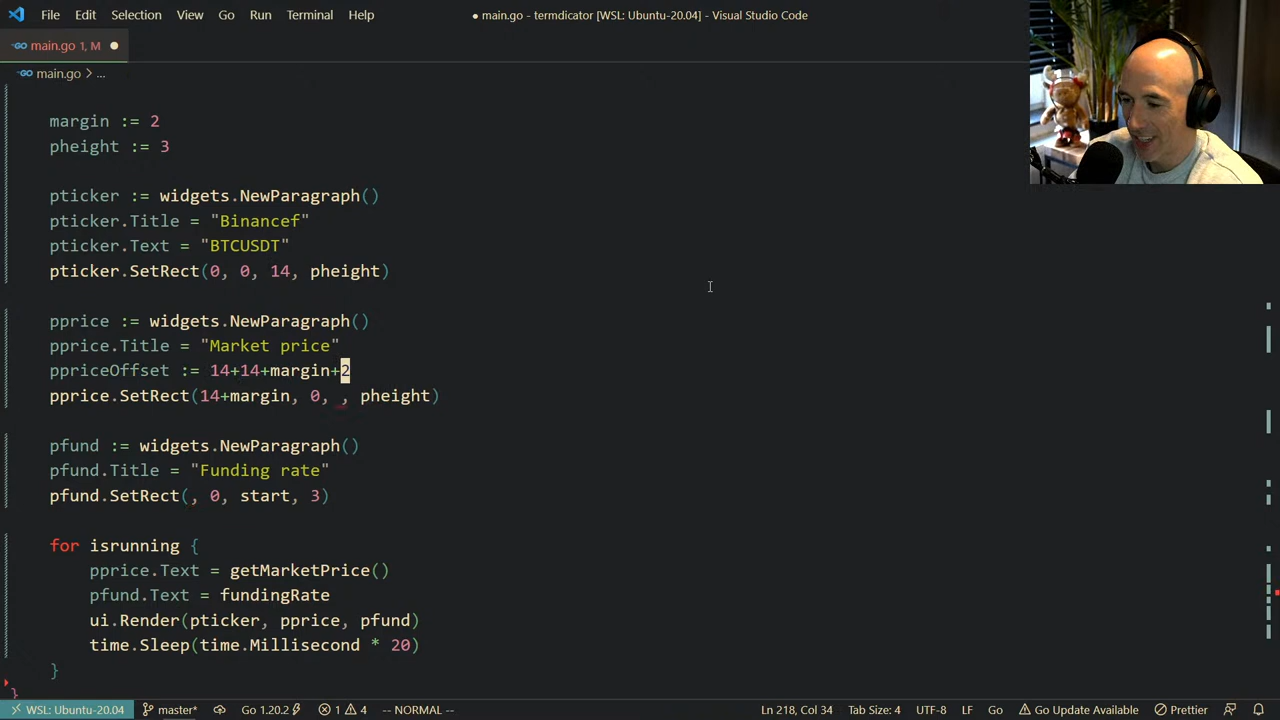 File Edit Selection View Go Run Terminal Help ● main.go - termdicator [WSL: Ubuntu-20.04] - Visual Studio Code
main.go 1, M ●
main.go > ...
margin := 2
pheight := 3
pticker := widgets.NewParagraph()
pticker.Title = "Binancef"
pticker.Text = "BTCUSDT"
pticker.SetRect(0, 0, 14, pheight)
pprice := widgets.NewParagraph()
pprice.Title = "Market price"
ppriceOffset := 14+14+margin+2
pprice.SetRect(14+margin, 0, , pheight)
pfund := widgets.NewParagraph()
pfund.Title = "Funding rate"
pfund.SetRect(, 0, start, 3)
for isrunning {
pprice.Text = getMarketPrice()
pfund.Text = fundingRate
ui.Render(pticker, pprice, pfund)
time.Sleep(time.Millisecond * 20)
}
}
WSL: Ubuntu-20.04 master* Go 1.20.2 1 4 -- NORMAL -- Ln 218, Col 34 Tab Size: 4 UTF-8 LF Go Go Update Available Prettier